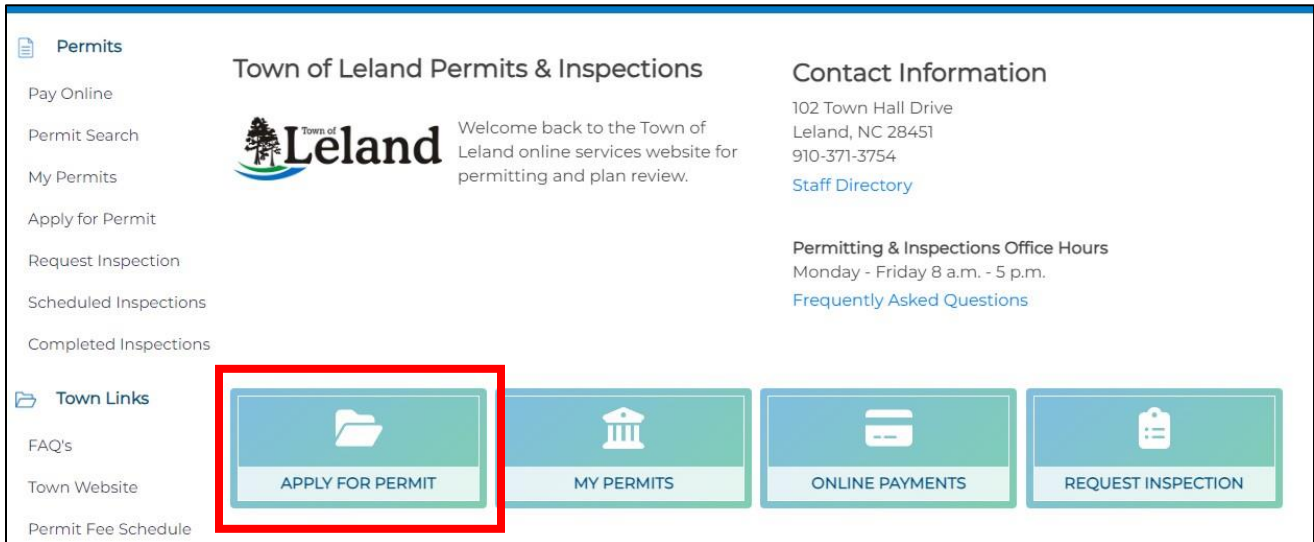 Permits
Pay Online
Permit Search
My Permits
Apply for Permit
Request Inspection
Scheduled Inspections
Completed Inspections
Town Links
FAQ's
Town Website
Permit Fee Schedule
Town of Leland Permits & Inspections
Town of
Leland
Welcome back to the Town of
Leland online services website for
permitting and plan review.
Contact Information
102 Town Hall Drive
Leland, NC 28451
910-371-3754
Staff Directory
Permitting & Inspections Office Hours
Monday - Friday 8 a.m. - 5 p.m.
Frequently Asked Questions
APPLY FOR PERMIT
MY PERMITS
ONLINE PAYMENTS
REQUEST INSPECTION